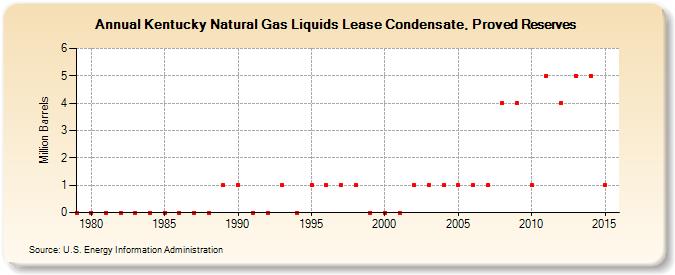 Annual Kentucky Natural Gas Liquids Lease Condensate, Proved Reserves
Million Barrels
6
5
4
3
2
1
0
1980 1985 1990 1995 2000 2005 2010 2015
Source: U.S. Energy Information Administration